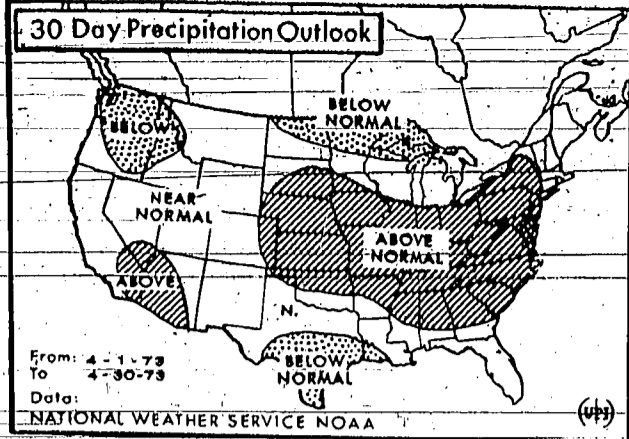 30 Day Precipitation Outlook
BELOW
NORMAL
BELOW
NEAR
NORMAL
ABOVE
NORMAL
ABOVE
N.
BELOW
NORMAL
From: 4-1-73
To 4-30-73
Data:
NATIONAL WEATHER SERVICE NOAA
(UPI)